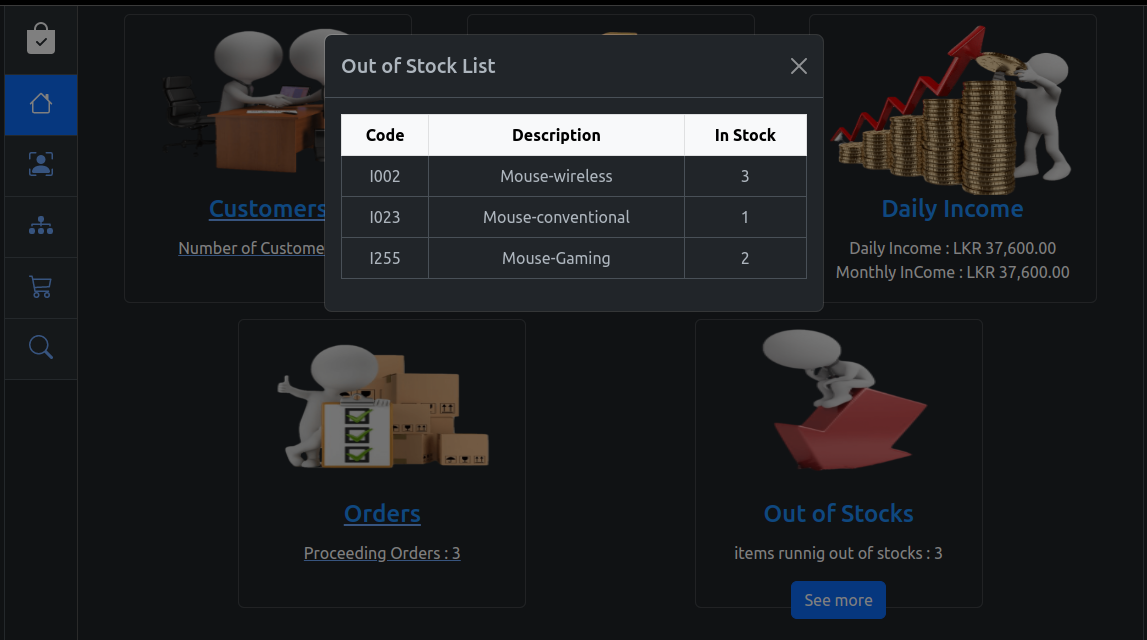 Out of Stock List
Code Description In Stock
I002 Mouse-wireless 3
I023 Mouse-conventional 1
I255 Mouse-Gaming 2
Customers
Number of Custome
Daily Income
Daily Income : LKR 37,600.00
Monthly InCome : LKR 37,600.00
Orders
Proceeding Orders : 3
Out of Stocks
items runnig out of stocks : 3
See more